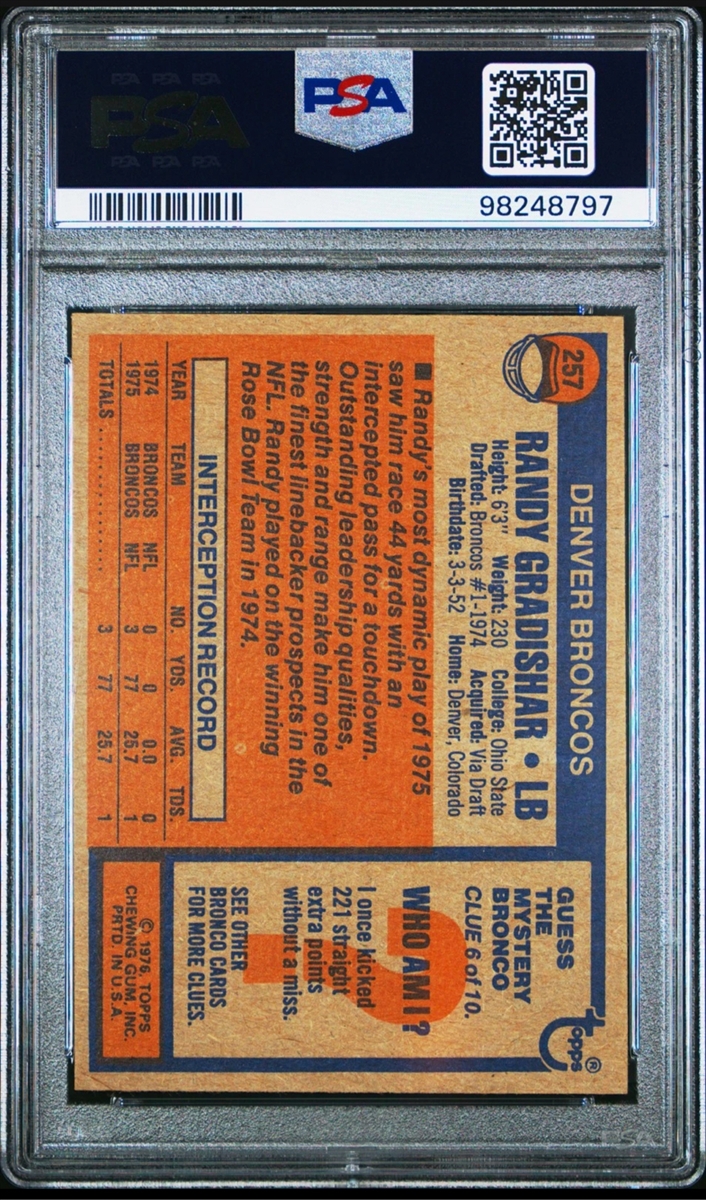 PSA PSA PSA
PSA
PSA PSA PSA
PSA
98248797
257
DENVER BRONCOS
RANDY GRADISHAR • LB
Height: 6'3" Weight: 230 College: Ohio State
Drafted: Broncos #1-1974 Acquired: Via Draft
Birthdate: 3-3-52 Home: Denver, Colorado
■ Randy's most dynamic play of 1975
saw him race 44 yards with an
intercepted pass for a touchdown.
Outstanding leadership qualities,
strength and range make him one of
the finest linebacker prospects in the
NFL. Randy played on the winning
Rose Bowl Team in 1974.
INTERCEPTION RECORD
YEAR TEAM NO. YDS. AVG. TDS.
1974 BRONCOS NFL 0 0 0.0 0
1975 BRONCOS NFL 3 77 25.7 1
TOTALS .................. 3 77 25.7 1
topps®
GUESS
THE
MYSTERY
BRONCO
CLUE 6 of 10.
WHO AM I?
I once kicked
221 straight
extra points
without a miss.
SEE OTHER
BRONCO CARDS
FOR MORE CLUES.
© 1976, TOPPS
CHEWING GUM, INC.
PRTD. IN U.S.A.
PSA